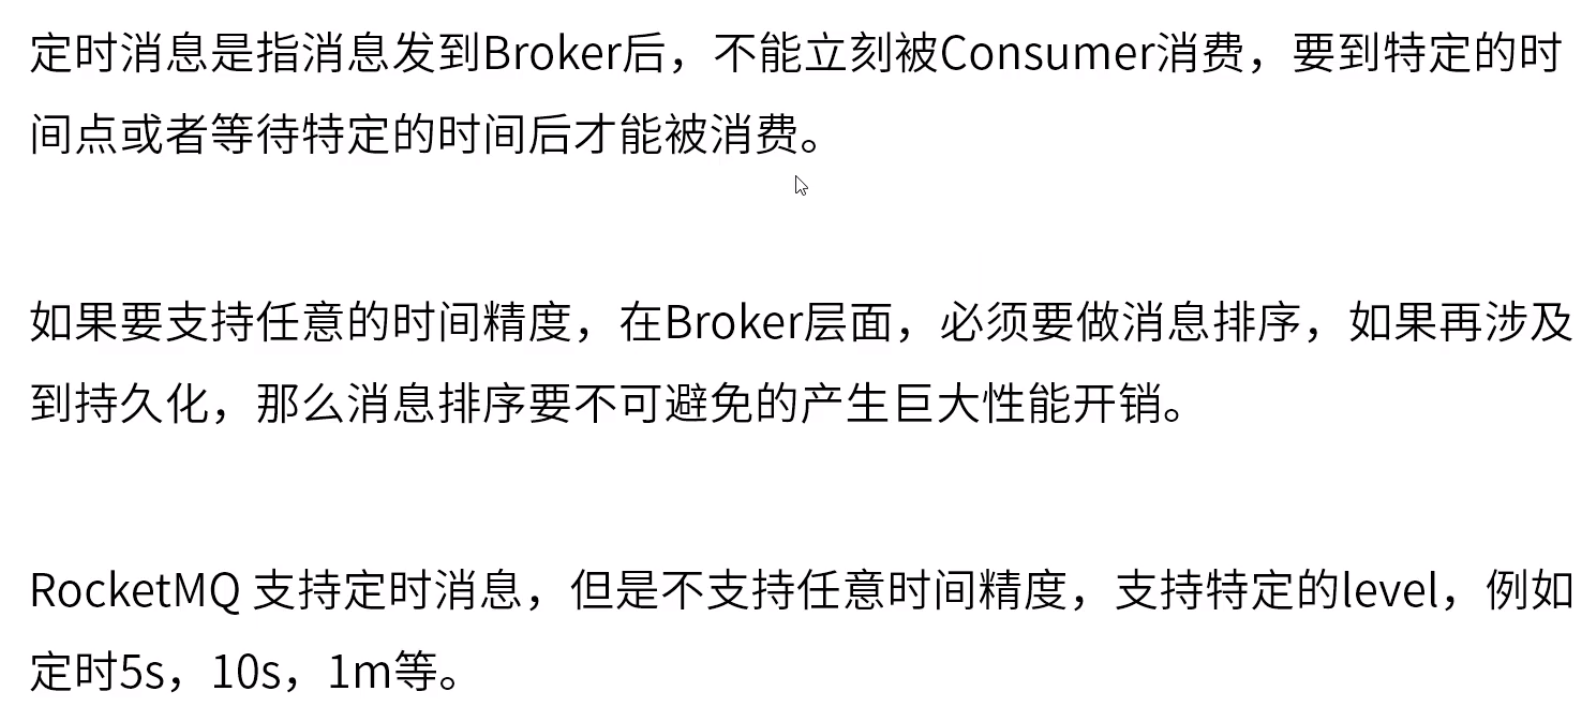 定时消息是指消息发到Broker后，不能立刻被Consumer消费，要到特定的时
间点或者等待特定的时间后才能被消费。
如果要支持任意的时间精度，在Broker层面，必须要做消息排序，如果再涉及
到持久化，那么消息排序要不可避免的产生巨大性能开销。
RocketMQ 支持定时消息，但是不支持任意时间精度，支持特定的level，例如
定时5s，10s，1m等。